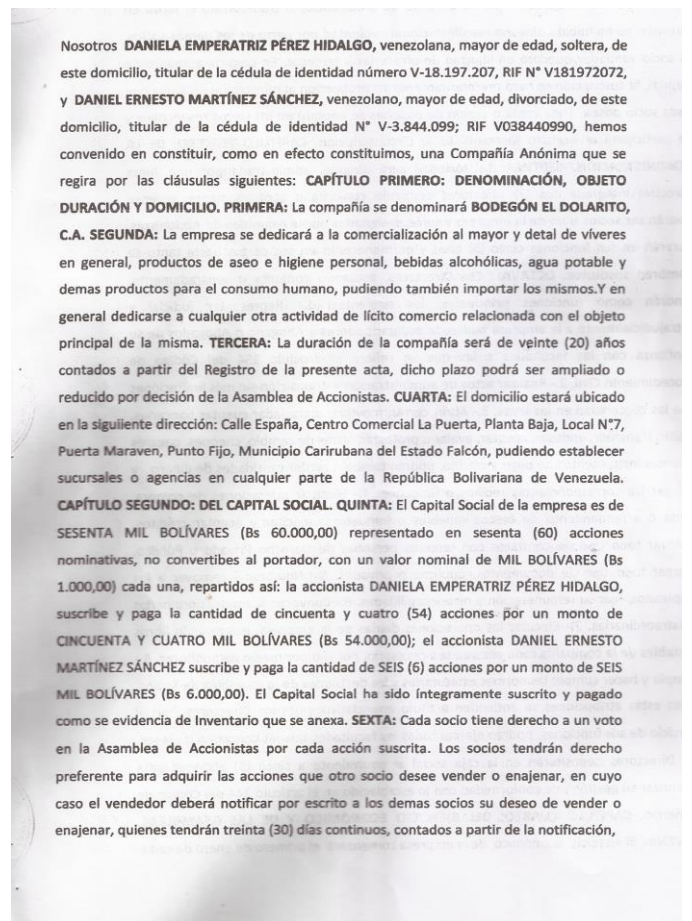 Nosotros DANIELA EMPERATRIZ PÉREZ HIDALGO, venezolana, mayor de edad, soltera, de
este domicilio, titular de la cédula de identidad número V-18.197.207, RIF N° V181972072,
y DANIEL ERNESTO MARTÍNEZ SÁNCHEZ, venezolano, mayor de edad, divorciado, de este
domicilio, titular de la cédula de identidad N° V-3.844.099; RIF V038440990, hemos
convenido en constituir, como en efecto constituimos, una Compañía Anónima que se
regira por las cláusulas siguientes: CAPÍTULO PRIMERO: DENOMINACIÓN, OBJETO
DURACIÓN Y DOMICILIO. PRIMERA: La compañía se denominará BODEGÓN EL DOLARITO,
C.A. SEGUNDA: La empresa se dedicará a la comercialización al mayor y detal de víveres
en general, productos de aseo e higiene personal, bebidas alcohólicas, agua potable y
demas productos para el consumo humano, pudiendo también importar los mismos.Y en
general dedicarse a cualquier otra actividad de lícito comercio relacionada con el objeto
principal de la misma. TERCERA: La duración de la compañía será de veinte (20) años
contados a partir del Registro de la presente acta, dicho plazo podrá ser ampliado o
reducido por decisión de la Asamblea de Accionistas. CUARTA: El domicilio estará ubicado
en la siguiiente dirección: Calle España, Centro Comercial La Puerta, Planta Baja, Local N°7,
Puerta Maraven, Punto Fijo, Municipio Carirubana del Estado Falcón, pudiendo establecer
sucursales o agencias en cualquier parte de la República Bolivariana de Venezuela.
CAPÍTULO SEGUNDO: DEL CAPITAL SOCIAL. QUINTA: El Capital Social de la empresa es de
SESENTA MIL BOLÍVARES (Bs 60.000,00) representado en sesenta (60) acciones
nominativas, no convertibes al portador, con un valor nominal de MIL BOLÍVARES (Bs
1.000,00) cada una, repartidos así: la accionista DANIELA EMPERATRIZ PÉREZ HIDALGO,
suscribe y paga la cantidad de cincuenta y cuatro (54) acciones por un monto de
CINCUENTA Y CUATRO MIL BOLÍVARES (Bs 54.000,00); el accionista DANIEL ERNESTO
MARTÍNEZ SÁNCHEZ suscribe y paga la cantidad de SEIS (6) acciones por un monto de SEIS
MIL BOLÍVARES (Bs 6.000,00). El Capital Social ha sido íntegramente suscrito y pagado
como se evidencia de Inventario que se anexa. SEXTA: Cada socio tiene derecho a un voto
en la Asamblea de Accionistas por cada acción suscrita. Los socios tendrán derecho
preferente para adquirir las acciones que otro socio desee vender o enajenar, en cuyo
caso el vendedor deberá notificar por escrito a los demas socios su deseo de vender o
enajenar, quienes tendrán treinta (30) días continuos, contados a partir de la notificación,